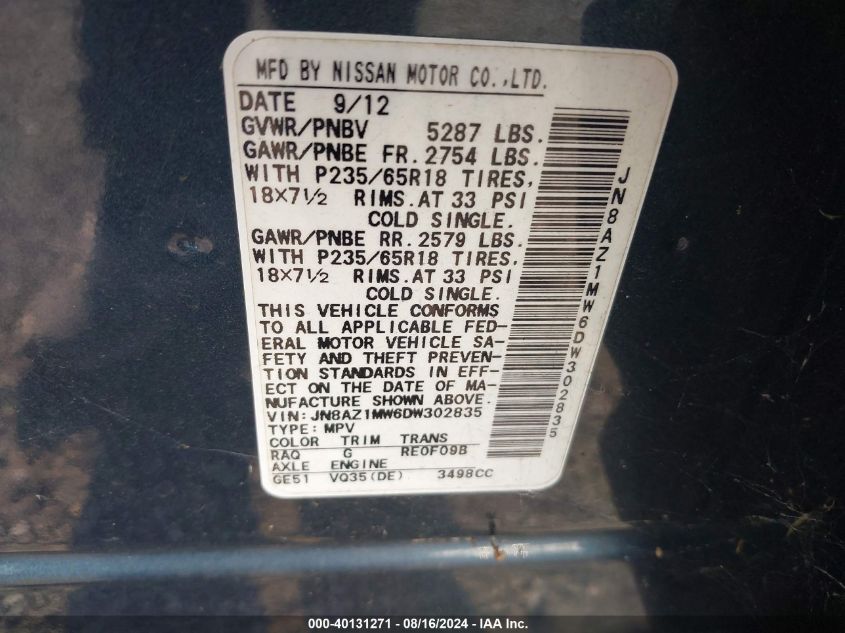 MFD BY NISSAN MOTOR CO.,LTD.
DATE 9/12
GVWR/PNBV 5287 LBS.
GAWR/PNBE FR. 2754 LBS.
WITH P235/65R18 TIRES,
18×7½ RIMS.AT 33 PSI
COLD SINGLE.
GAWR/PNBE RR. 2579 LBS.
WITH P235/65R18 TIRES.
18×7½ RIMS.AT 33 PSI
COLD SINGLE.
THIS VEHICLE CONFORMS
TO ALL APPLICABLE FED-
ERAL MOTOR VEHICLE SA-
FETY AND THEFT PREVEN-
TION STANDARDS IN EFF-
ECT ON THE DATE OF MA-
NUFACTURE SHOWN ABOVE.
VIN: JN8AZ1MW6DW302835
TYPE: MPV
COLOR TRIM TRANS
RAQ G RE0F09B
AXLE ENGINE
GE51 VQ35(DE) 3498CC
JN8AZ1MW6DW302835
000-40131271 - 08/16/2024 - IAA Inc.